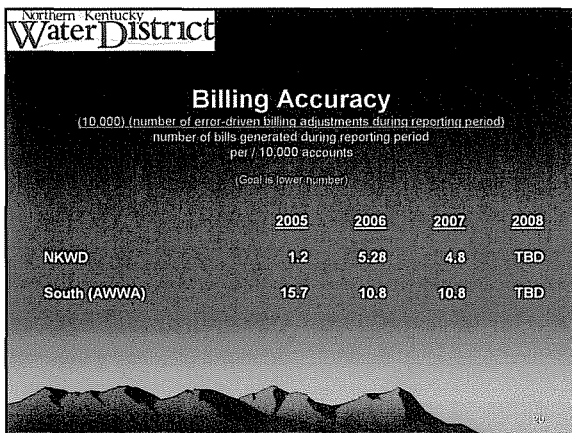 Northern Kentucky
Water District
Billing Accuracy
(10,000) (number of error-driven billing adjustments during reporting period)
number of bills generated during reporting period
per / 10,000 accounts
(Goal is lower number)
2005 2006 2007 2008
NKWD 1.2 5.28 4.8 TBD
South (AWWA) 15.7 10.8 10.8 TBD
20